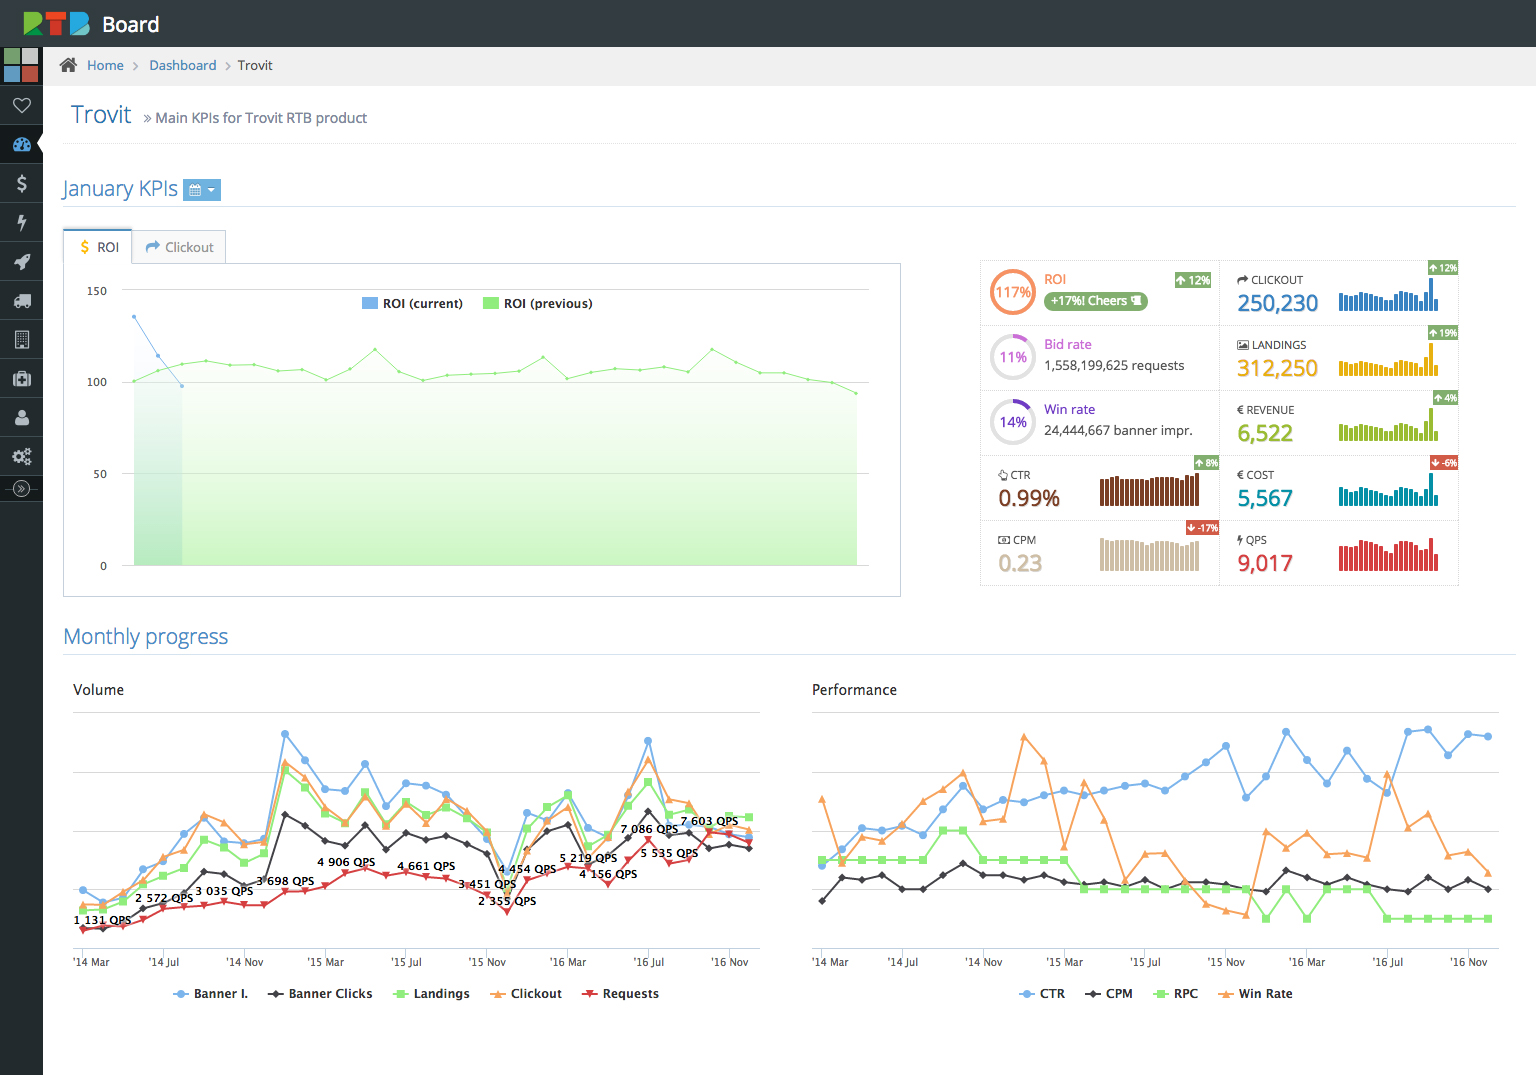 RTB Board
Home > Dashboard > Trovit
Trovit » Main KPIs for Trovit RTB product
January KPIs
$ ROI
Clickout
150
100
50
0
ROI (current)
ROI (previous)
117%
ROI
12%
+17%! Cheers
CLICKOUT
12%
250,230
11%
Bid rate
1,558,199,625 requests
LANDINGS
19%
312,250
14%
Win rate
24,444,667 banner impr.
€ REVENUE
4%
6,522
CTR
8%
0.99%
€ COST
-6%
5,567
CPM
-17%
0.23
QPS
9,017
Monthly progress
Volume
1 131 QPS
2 572 QPS
3 035 QPS
3 698 QPS
4 906 QPS
4 661 QPS
3 451 QPS
2 355 QPS
4 454 QPS
5 219 QPS
4 156 QPS
7 086 QPS
5 535 QPS
7 603 QPS
'14 Mar
'14 Jul
'14 Nov
'15 Mar
'15 Jul
'15 Nov
'16 Mar
'16 Jul
'16 Nov
Banner I.
Banner Clicks
Landings
Clickout
Requests
Performance
'14 Mar
'14 Jul
'14 Nov
'15 Mar
'15 Jul
'15 Nov
'16 Mar
'16 Jul
'16 Nov
CTR
CPM
RPC
Win Rate